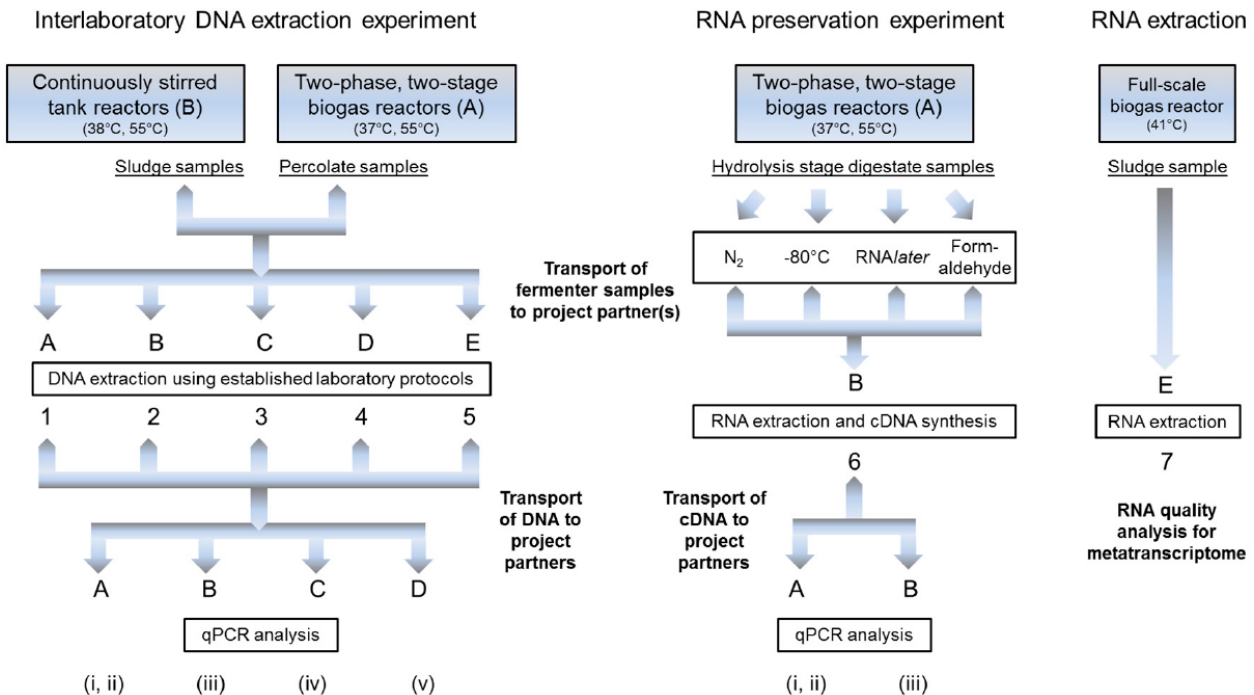 Interlaboratory DNA extraction experiment
Continuously stirred
tank reactors (B)
(38°C, 55°C)
Two-phase, two-stage
biogas reactors (A)
(37°C, 55°C)
Sludge samples
Percolate samples
Transport of
fermenter samples
to project partner(s)
A B C D E
DNA extraction using established laboratory protocols
1 2 3 4 5
Transport
of DNA to
project
partners
A B C D
qPCR analysis
(i, ii) (iii) (iv) (v)
RNA preservation experiment
Two-phase, two-stage
biogas reactors (A)
(37°C, 55°C)
Hydrolysis stage digestate samples
N₂
-80°C
RNAlater
Form-
aldehyde
B
RNA extraction and cDNA synthesis
6
Transport of
cDNA to
project
partners
A B
qPCR analysis
(i, ii) (iii)
RNA extraction
Full-scale
biogas reactor
(41°C)
Sludge sample
E
RNA extraction
7
RNA quality
analysis for
metatranscriptome